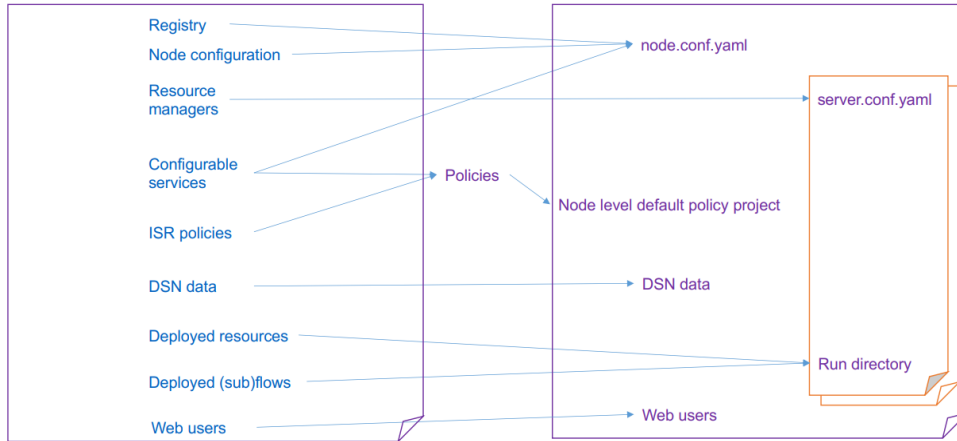 Registry
Node configuration
Resource
managers
Configurable
services
ISR policies
DSN data
Deployed resources
Deployed (sub)flows
Web users
Policies
node.conf.yaml
server.conf.yaml
Node level default policy project
DSN data
Run directory
Web users